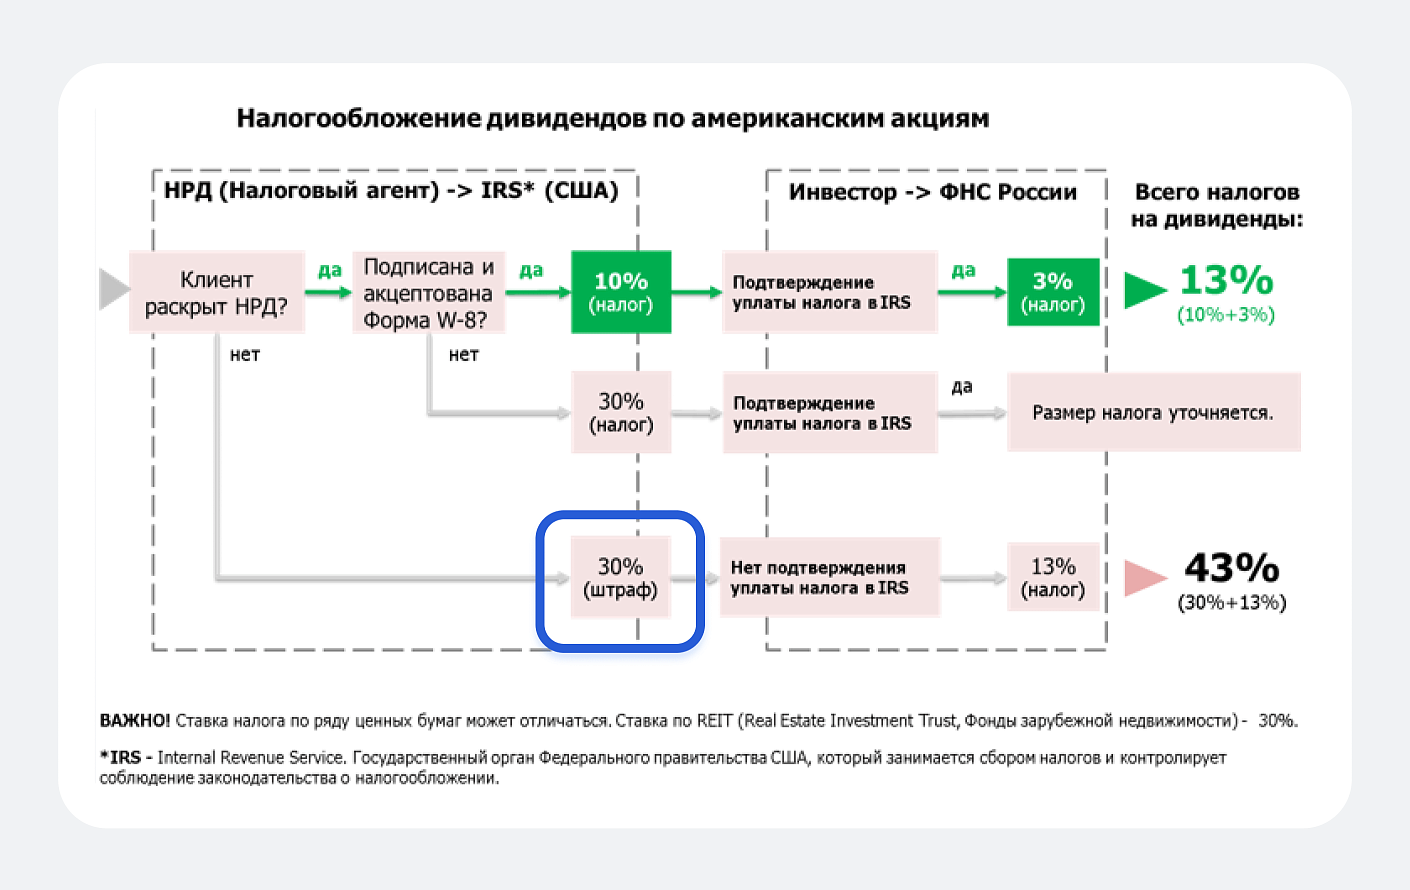 Налогообложение дивидендов по американским акциям
НРД (Налоговый агент) -> IRS* (США)
Инвестор -> ФНС России
Всего налогов
на дивиденды:
Клиент
раскрыт НРД?
да
Подписана и
акцептована
Форма W-8?
да
10%
(налог)
Подтверждение
уплаты налога в IRS
да
3%
(налог)
13%
(10%+3%)
нет
нет
30%
(налог)
Подтверждение
уплаты налога в IRS
да
Размер налога уточняется.
30%
(штраф)
Нет подтверждения
уплаты налога в IRS
13%
(налог)
43%
(30%+13%)
ВАЖНО! Ставка налога по ряду ценных бумаг может отличаться. Ставка по REIT (Real Estate Investment Trust, Фонды зарубежной недвижимости) - 30%.
*IRS - Internal Revenue Service. Государственный орган Федерального правительства США, который занимается сбором налогов и контролирует
соблюдение законодательства о налогообложении.